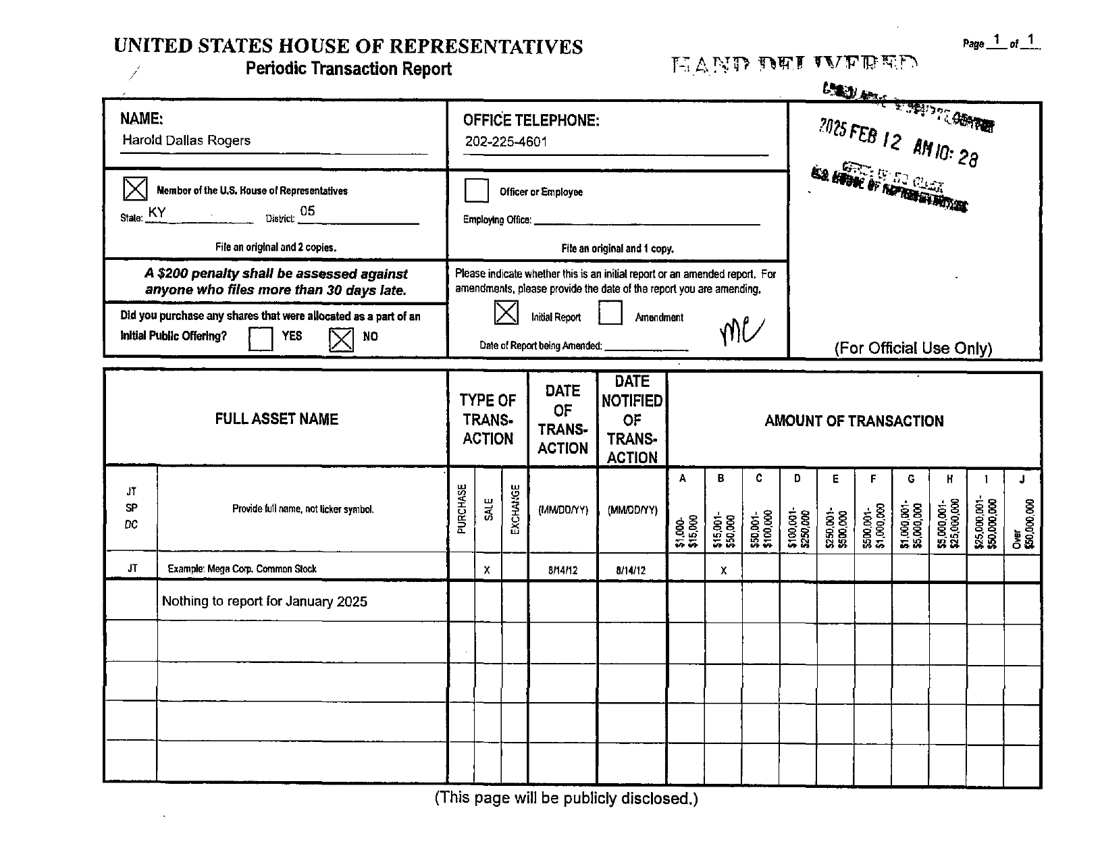 UNITED STATES HOUSE OF REPRESENTATIVES
Periodic Transaction Report
Page 1 of 1
HAND DELIVERED
2025 FEB 12 AM 10: 28
U.S. HOUSE OF REPRESENTATIVES
NAME:
Harold Dallas Rogers
OFFICE TELEPHONE:
202-225-4601
Member of the U.S. House of Representatives
State: KY District: 05
File an original and 2 copies.
Officer or Employee
Employing Office:
File an original and 1 copy.
A $200 penalty shall be assessed against
anyone who files more than 30 days late.
Please indicate whether this is an initial report or an amended report. For
amendments, please provide the date of the report you are amending.
Did you purchase any shares that were allocated as a part of an
Initial Public Offering? YES NO
Initial Report Amendment
Date of Report being Amended:
mc
(For Official Use Only)
FULL ASSET NAME
TYPE OF
TRANS-
ACTION
DATE
OF
TRANS-
ACTION
DATE
NOTIFIED
OF
TRANS-
ACTION
AMOUNT OF TRANSACTION
JT
SP
DC
Provide full name, not ticker symbol.
PURCHASE
SALE
EXCHANGE
(MM/DD/YY)
(MM/DD/YY)
A
$1,000-
$15,000
B
$15,001-
$50,000
C
$50,001-
$100,000
D
$100,001-
$250,000
E
$250,001-
$500,000
F
$500,001-
$1,000,000
G
$1,000,001-
$5,000,000
H
$5,000,001-
$25,000,000
I
$25,000,001-
$50,000,000
J
Over
$50,000,000
JT Example: Mega Corp. Common Stock X 8/14/12 8/14/12 X
Nothing to report for January 2025
(This page will be publicly disclosed.)